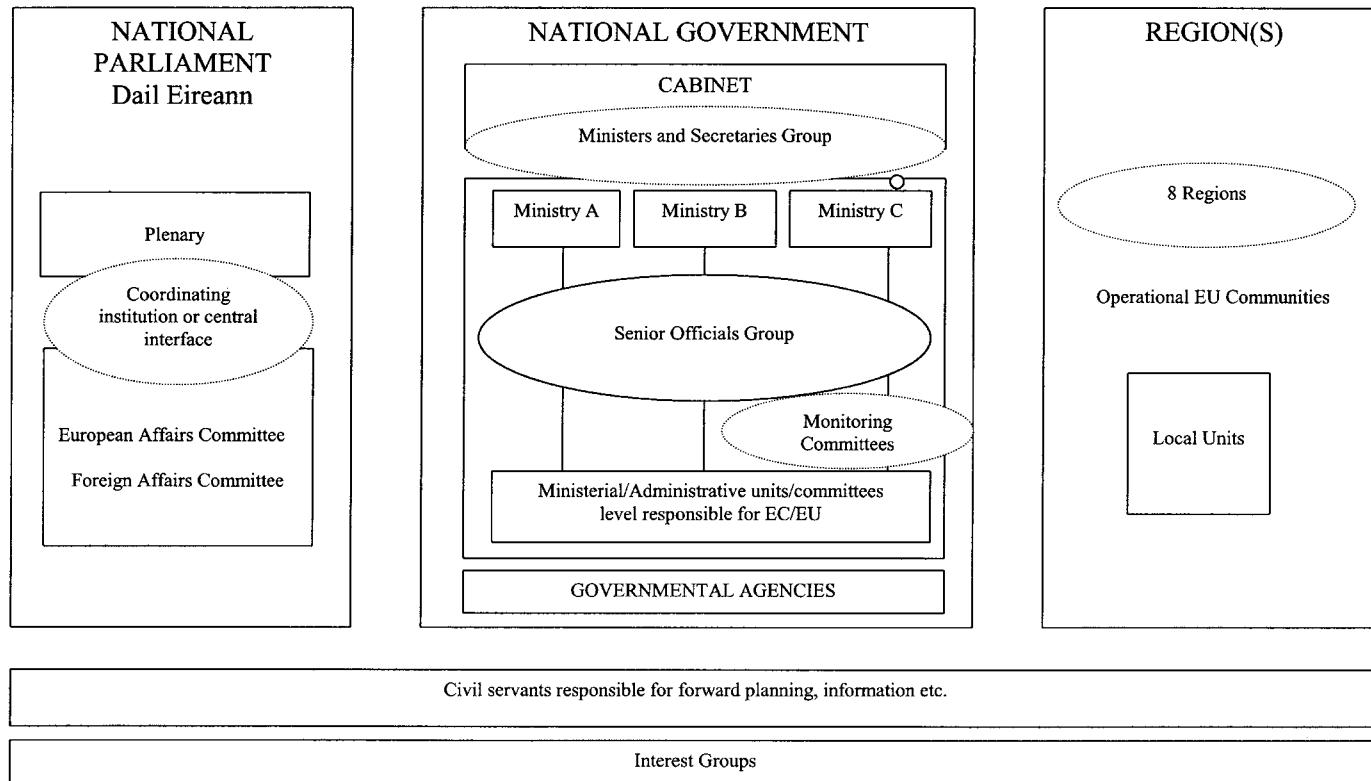 NATIONAL
PARLIAMENT
Dail Eireann
Plenary
Coordinating
institution or central
interface
European Affairs Committee
Foreign Affairs Committee
NATIONAL GOVERNMENT
CABINET
Ministers and Secretaries Group
Ministry A
Ministry B
Ministry C
Senior Officials Group
Monitoring
Committees
Ministerial/Administrative units/committees
level responsible for EC/EU
GOVERNMENTAL AGENCIES
REGION(S)
8 Regions
Operational EU Communities
Local Units
Civil servants responsible for forward planning, information etc.
Interest Groups